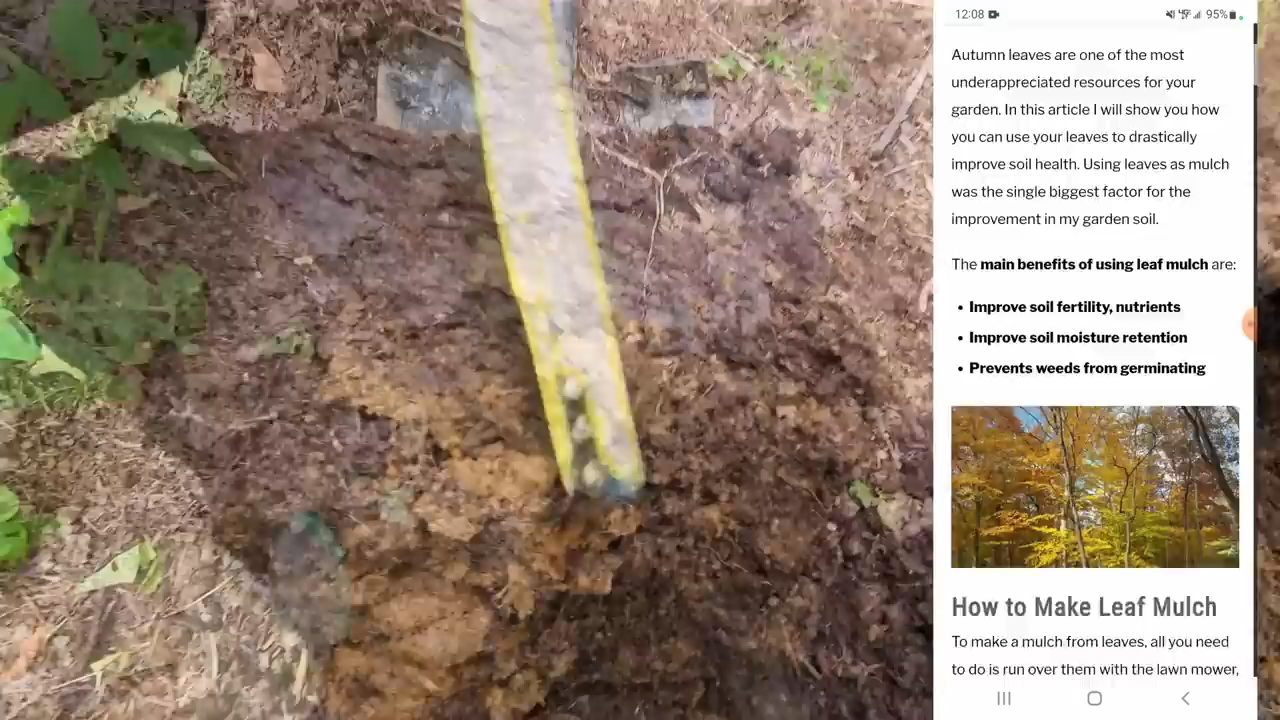 12:08
95%
Autumn leaves are one of the most
underappreciated resources for your
garden. In this article I will show you how
you can use your leaves to drastically
improve soil health. Using leaves as mulch
was the single biggest factor for the
improvement in my garden soil.
The main benefits of using leaf mulch are:
• Improve soil fertility, nutrients
• Improve soil moisture retention
• Prevents weeds from germinating
How to Make Leaf Mulch
To make a mulch from leaves, all you need
to do is run over them with the lawn mower,